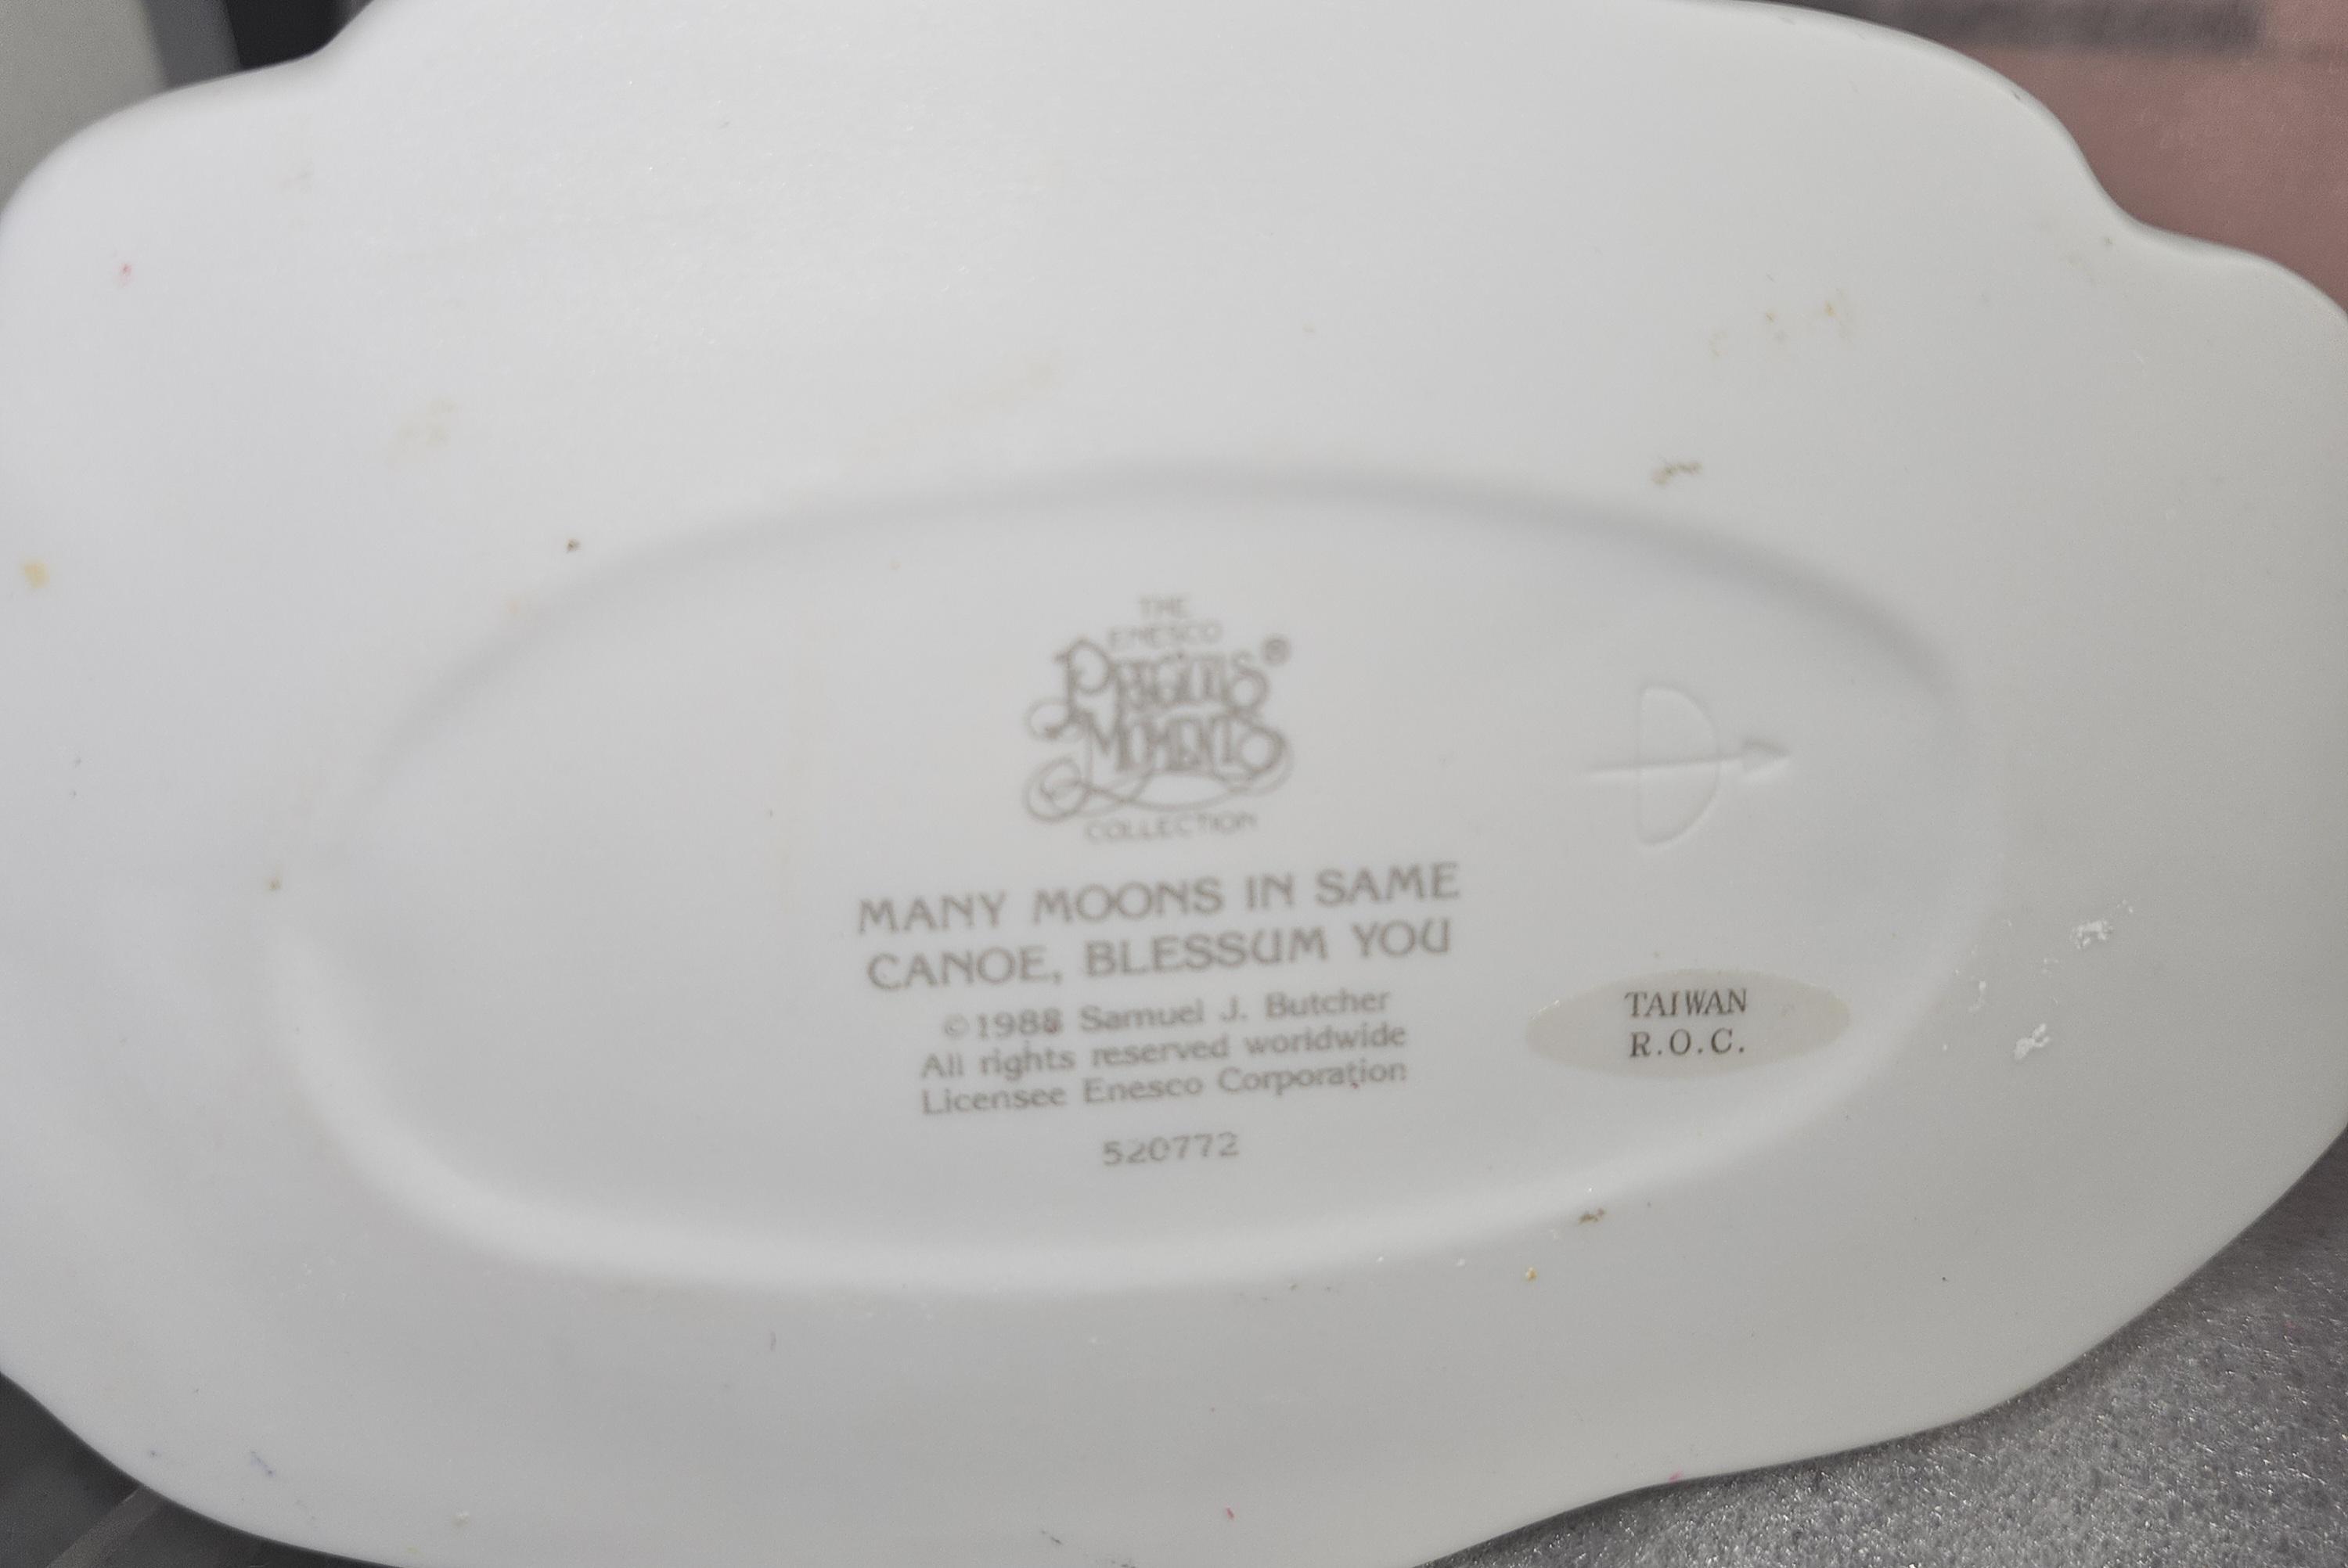 THE
ENESCO
PRECIOUS®
MOMENTS
COLLECTION
MANY MOONS IN SAME
CANOE, BLESSUM YOU
©1988 Samuel J. Butcher
All rights reserved worldwide
Licensee Enesco Corporation
520772
TAIWAN
R.O.C.